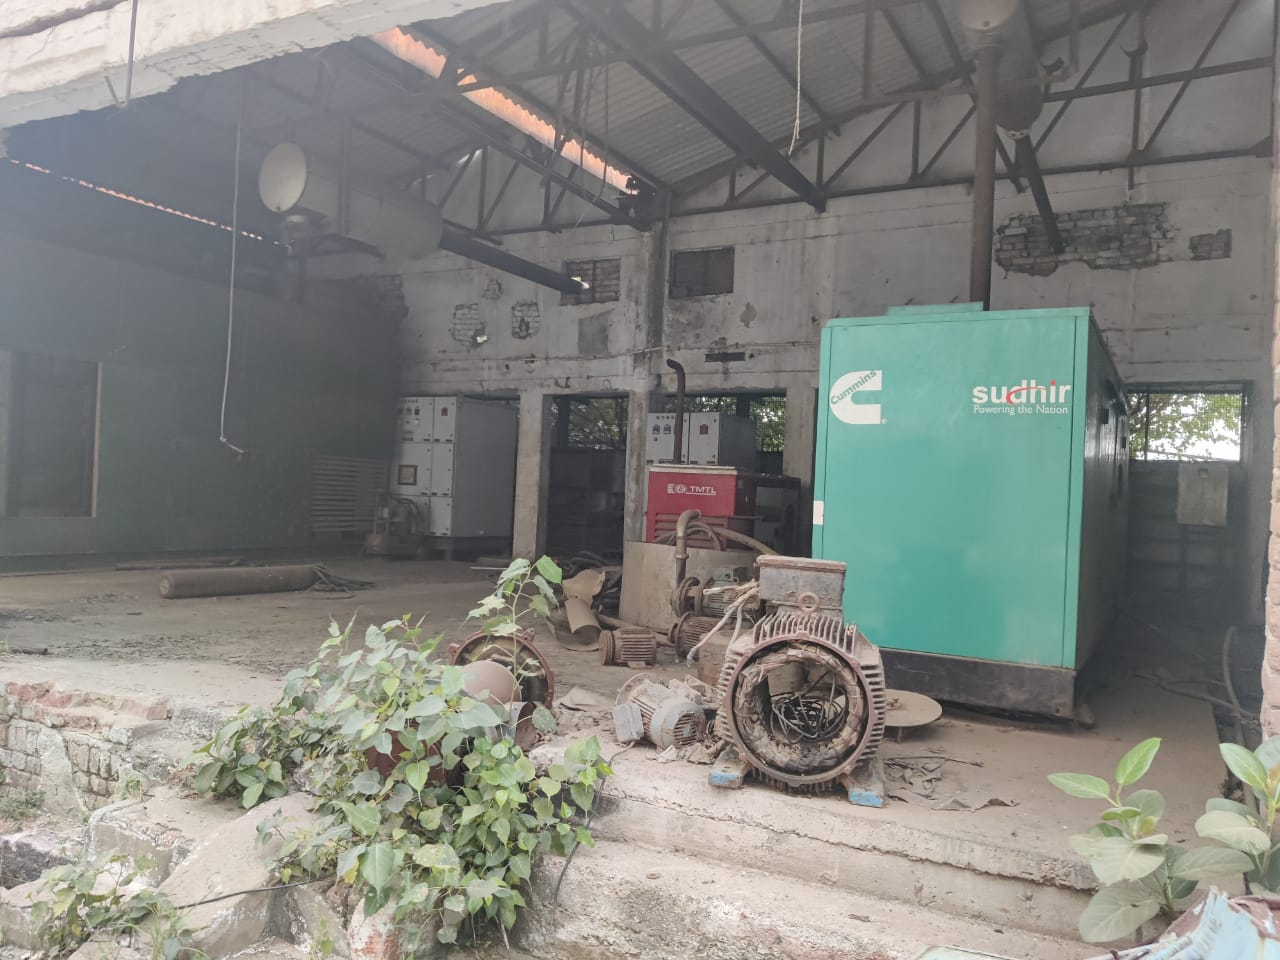 Cummins
sudhir
Powering the Nation
TMTL